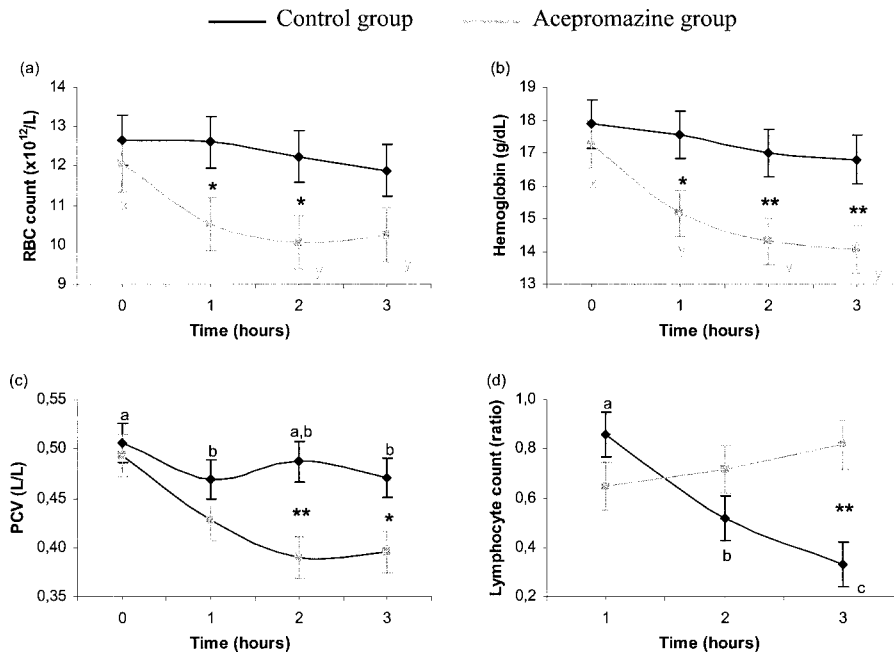 Control group Acepromazine group
(a)
RBC count (x10¹²/L)
14
13
12
11
10
9
x
*
*
y
y
0 1 2 3
Time (hours)
(b)
Hemoglobin (g/dL)
19
18
17
16
15
14
13
x
*
**
**
y
y
y
0 1 2 3
Time (hours)
(c)
PCV (L/L)
0,55
0,50
0,45
0,40
0,35
a
b
a,b
b
**
*
0 1 2 3
Time (hours)
(d)
Lymphocyte count (ratio)
1,0
0,8
0,6
0,4
0,2
a
b
**
c
1 2 3
Time (hours)